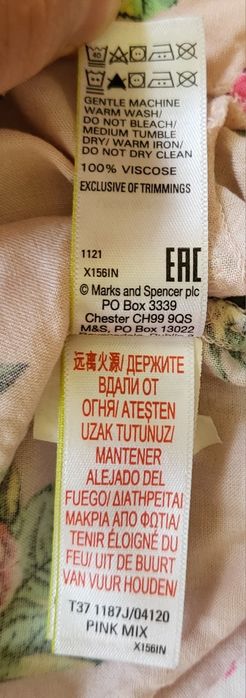 40
GENTLE MACHINE
WARM WASH/
DO NOT BLEACH/
MEDIUM TUMBLE
DRY/ WARM IRON/
DO NOT DRY CLEAN
100% VISCOSE
EXCLUSIVE OF TRIMMINGS
1121
X156IN
EAC
© Marks and Spencer plc
PO Box 3339
Chester CH99 9QS
M&S, PO Box 13022
远离火源/ ДЕРЖИТЕ
ВДАЛИ ОТ
ОГНЯ/ ATEŞTEN
UZAK TUTUNUZ/
MANTENER
ALEJADO DEL
FUEGO/ ΔΙΑΤΗΡΕΙΤΑΙ
ΜΑΚΡΙΑ ΑΠΟ ΦΩΤΙΑ/
TENIR ÉLOIGNÉ DU
FEU/ UIT DE BUURT
VAN VUUR HOUDEN/
T37 1187J/04120
PINK MIX
X156IN